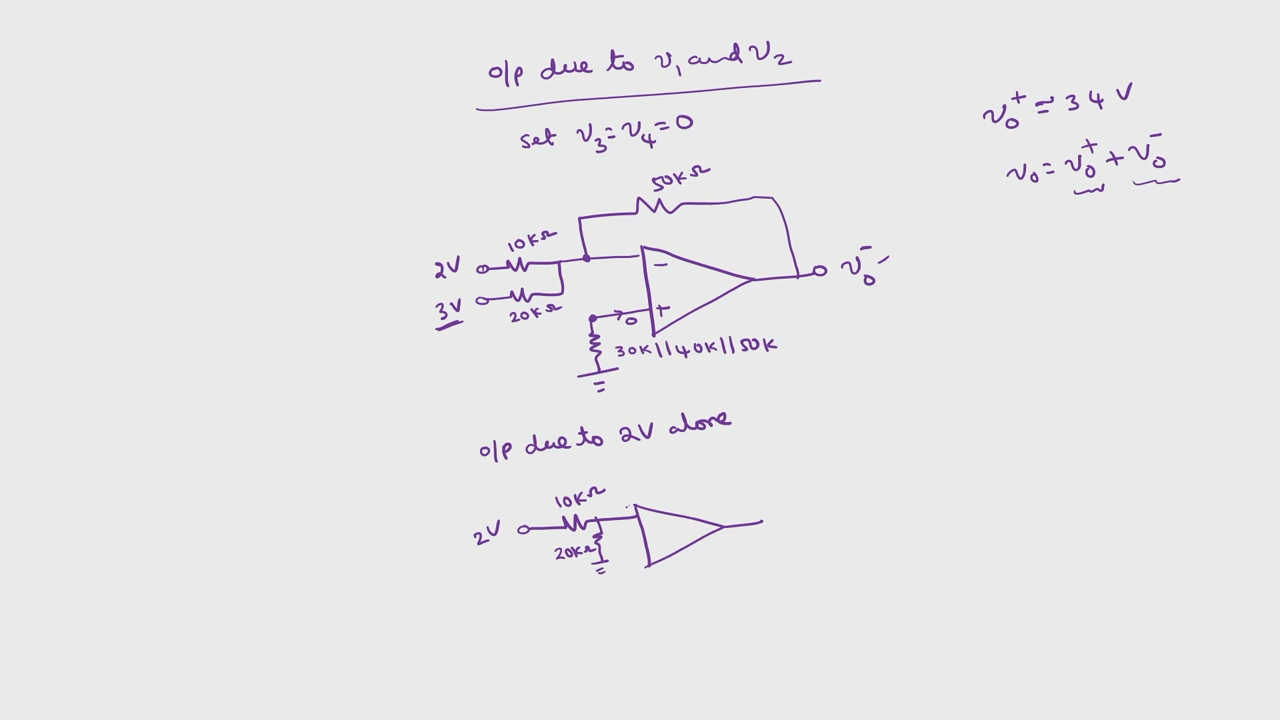 o/p due to v₁ and v₂
set v₃=v₄=0
v₀⁺ ≃ 34 V
v₀ = v₀⁺ + v₀⁻
50KΩ
10KΩ
2V
3V
20KΩ
−
+
0
v₀⁻
30K||40K||50K
o/p due to 2V alone
10KΩ
2V
20KΩ